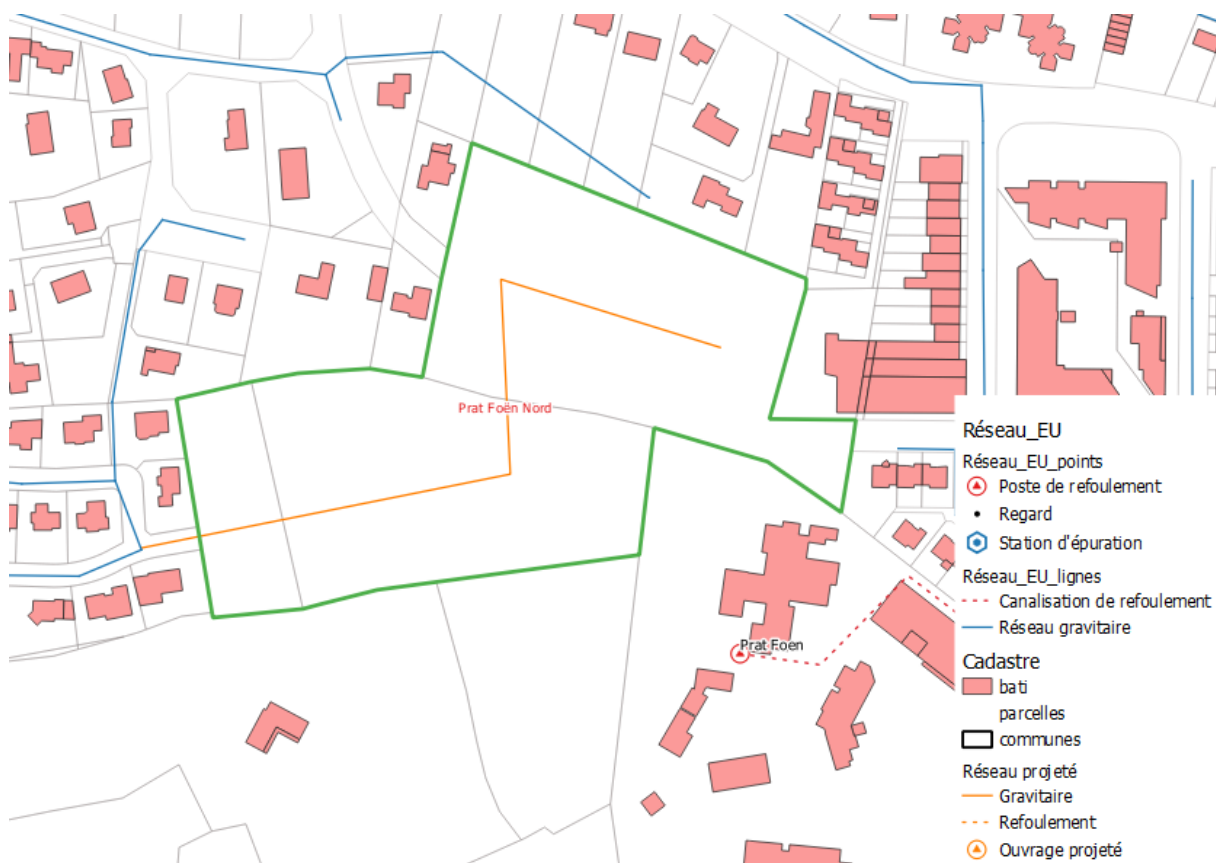 Prat Foën Nord
Prat Foen
Réseau_EU
Réseau_EU_points
Poste de refoulement
Regard
Station d'épuration
Réseau_EU_lignes
Canalisation de refoulement
Réseau gravitaire
Cadastre
bati
parcelles
communes
Réseau projeté
Gravitaire
Refoulement
Ouvrage projeté